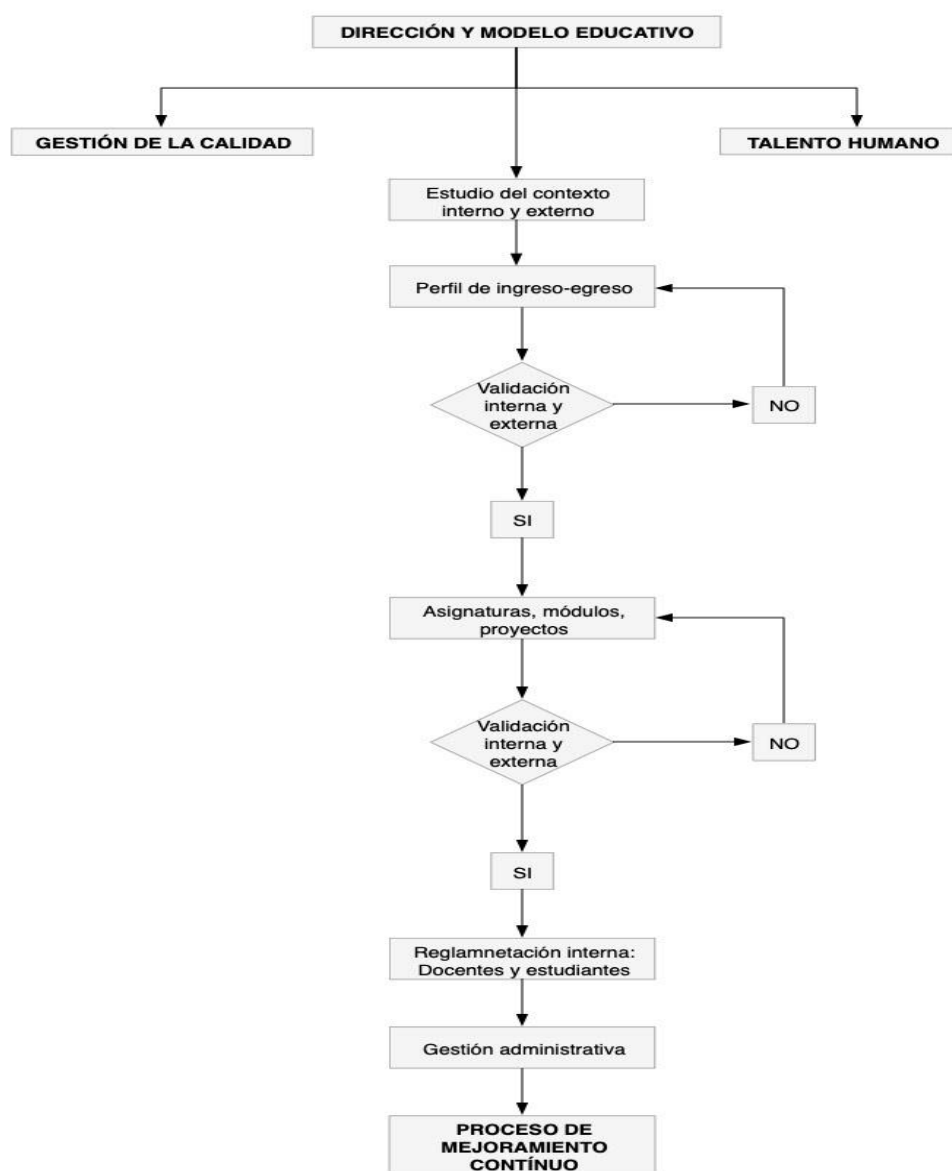 DIRECCIÓN Y MODELO EDUCATIVO
GESTIÓN DE LA CALIDAD
TALENTO HUMANO
Estudio del contexto
interno y externo
Perfil de ingreso-egreso
Validación
interna y
externa
NO
SI
Asignaturas, módulos,
proyectos
Validación
interna y
externa
NO
SI
Reglamnetación interna:
Docentes y estudiantes
Gestión administrativa
PROCESO DE
MEJORAMIENTO
CONTÍNUO